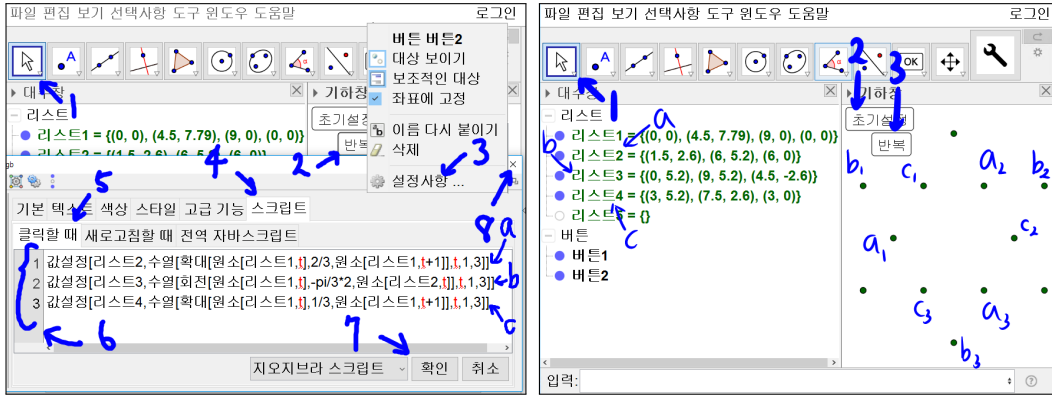 파일 편집 보기 선택사항 도구 윈도우 도움말 로그인
A
버튼 버튼2
대상 보이기
보조적인 대상
좌표에 고정
이름 다시 붙이기
삭제
설정사항 ...
1
대수창
기하창
리스트
초기설정
리스트1 = {(0, 0), (4.5, 7.79), (9, 0), (0, 0)}
반복
4
2
3
gb
5
8
기본 텍스트 색상 스타일 고급 기능 스크립트
클릭할 때 새로고침할 때 전역 자바스크립트
1 값설정[리스트2,수열[확대[원소[리스트1,t],2/3,원소[리스트1,t+1]],t,1,3]] a
2 값설정[리스트3,수열[회전[원소[리스트1,t],-pi/3*2,원소[리스트2,t]],t,1,3]] b
3 값설정[리스트4,수열[확대[원소[리스트1,t],1/3,원소[리스트1,t+1]],t,1,3]] c
6
7
지오지브라 스크립트 확인 취소
파일 편집 보기 선택사항 도구 윈도우 도움말 로그인
A
OK
1
2
3
대수창
기하창
리스트
초기설정
리스트1 = {(0, 0), (4.5, 7.79), (9, 0), (0, 0)}
반복
a
리스트2 = {(1.5, 2.6), (6, 5.2), (6, 0)}
b
리스트3 = {(0, 5.2), (9, 5.2), (4.5, -2.6)}
리스트4 = {(3, 5.2), (7.5, 2.6), (3, 0)}
c
리스트5 = {}
버튼
버튼1
버튼2
b1 c1 a2 b2
a1 c2
c3 a3
b3
입력: